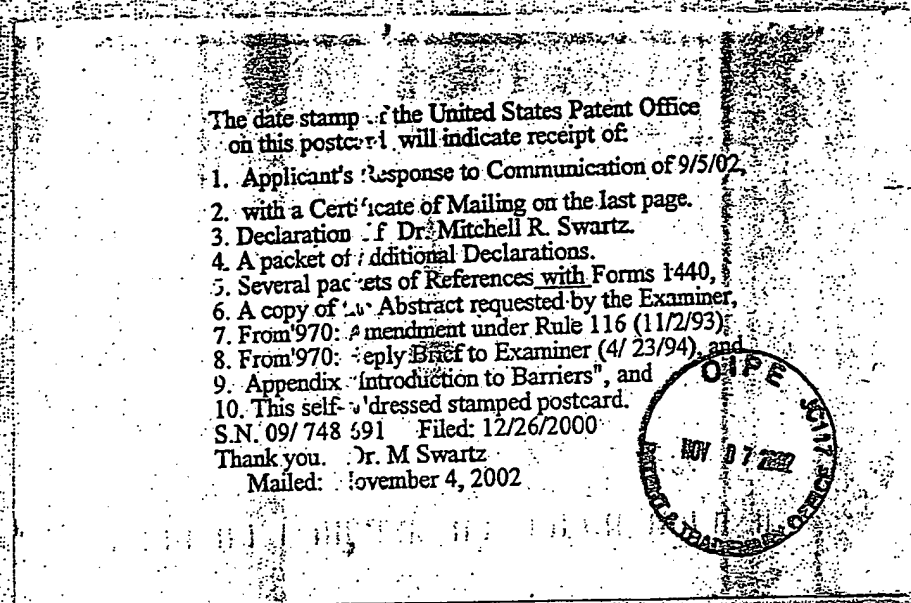 The date stamp of the United States Patent Office
on this postcard will indicate receipt of:
1. Applicant's Response to Communication of 9/5/02,
2. with a Certificate of Mailing on the last page.
3. Declaration of Dr. Mitchell R. Swartz.
4. A packet of Additional Declarations.
5. Several packets of References with Forms 1440,
6. A copy of Abstract requested by the Examiner,
7. From'970: Amendment under Rule 116 (11/2/93),
8. From'970: Reply Brief to Examiner (4/ 23/94), and
9. Appendix "Introduction to Barriers", and
10. This self-addressed stamped postcard.
S.N. 09/ 748 691 Filed: 12/26/2000
Thank you. Dr. M Swartz
Mailed: November 4, 2002
OIPE JC117
NOV 07 2002
PATENT & TRADEMARK OFFICE